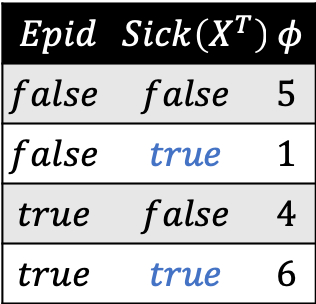 Epid Sick(X^T) ϕ
false false 5
false true 1
true false 4
true true 6